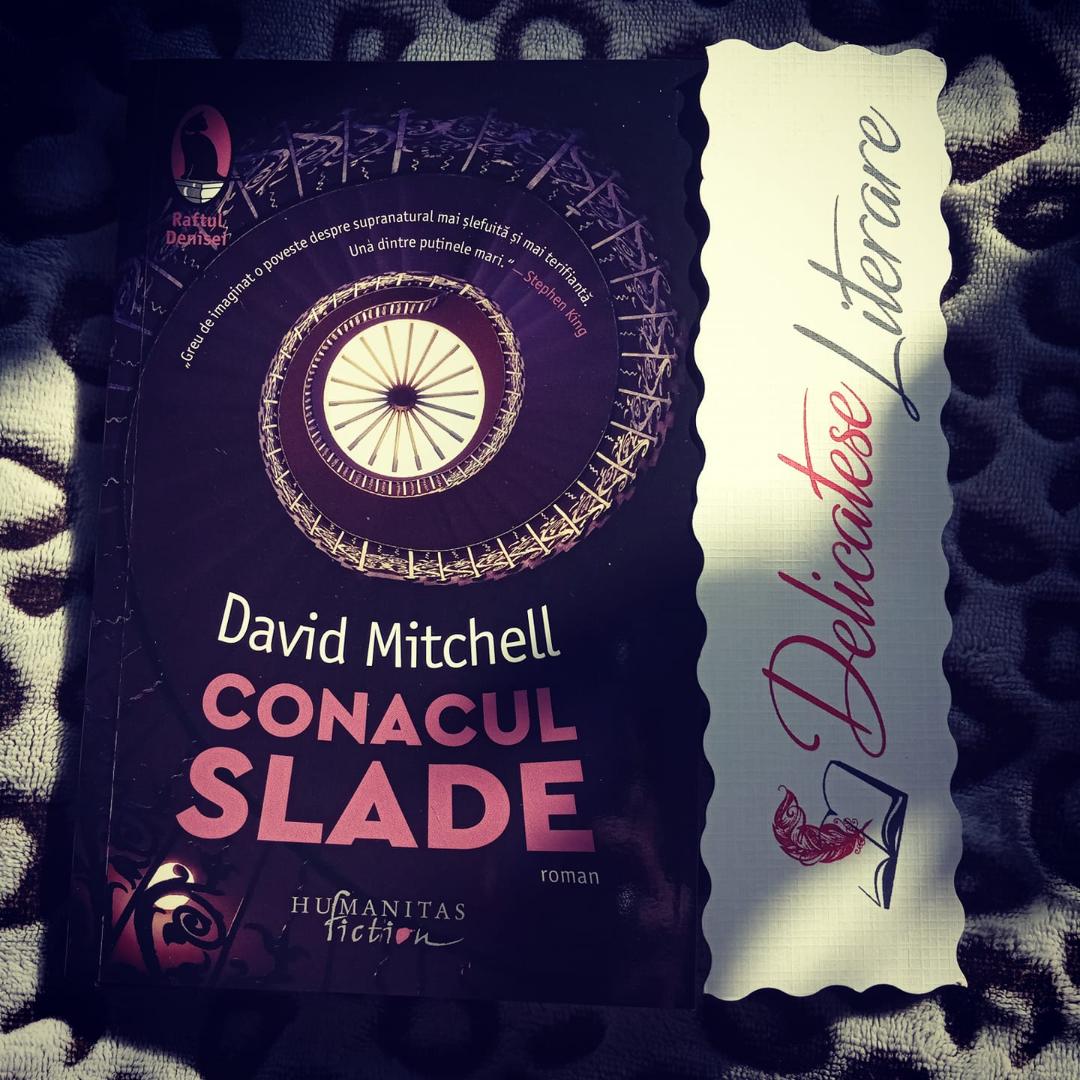 Raftul
Denisei
„Greu de imaginat o poveste despre supranatural mai șlefuită și mai terifiantă.
Una dintre puținele mari.“ — Stephen King
David Mitchell
CONACUL
SLADE
roman
HUMANITAS
fiction
Delicatese Literare